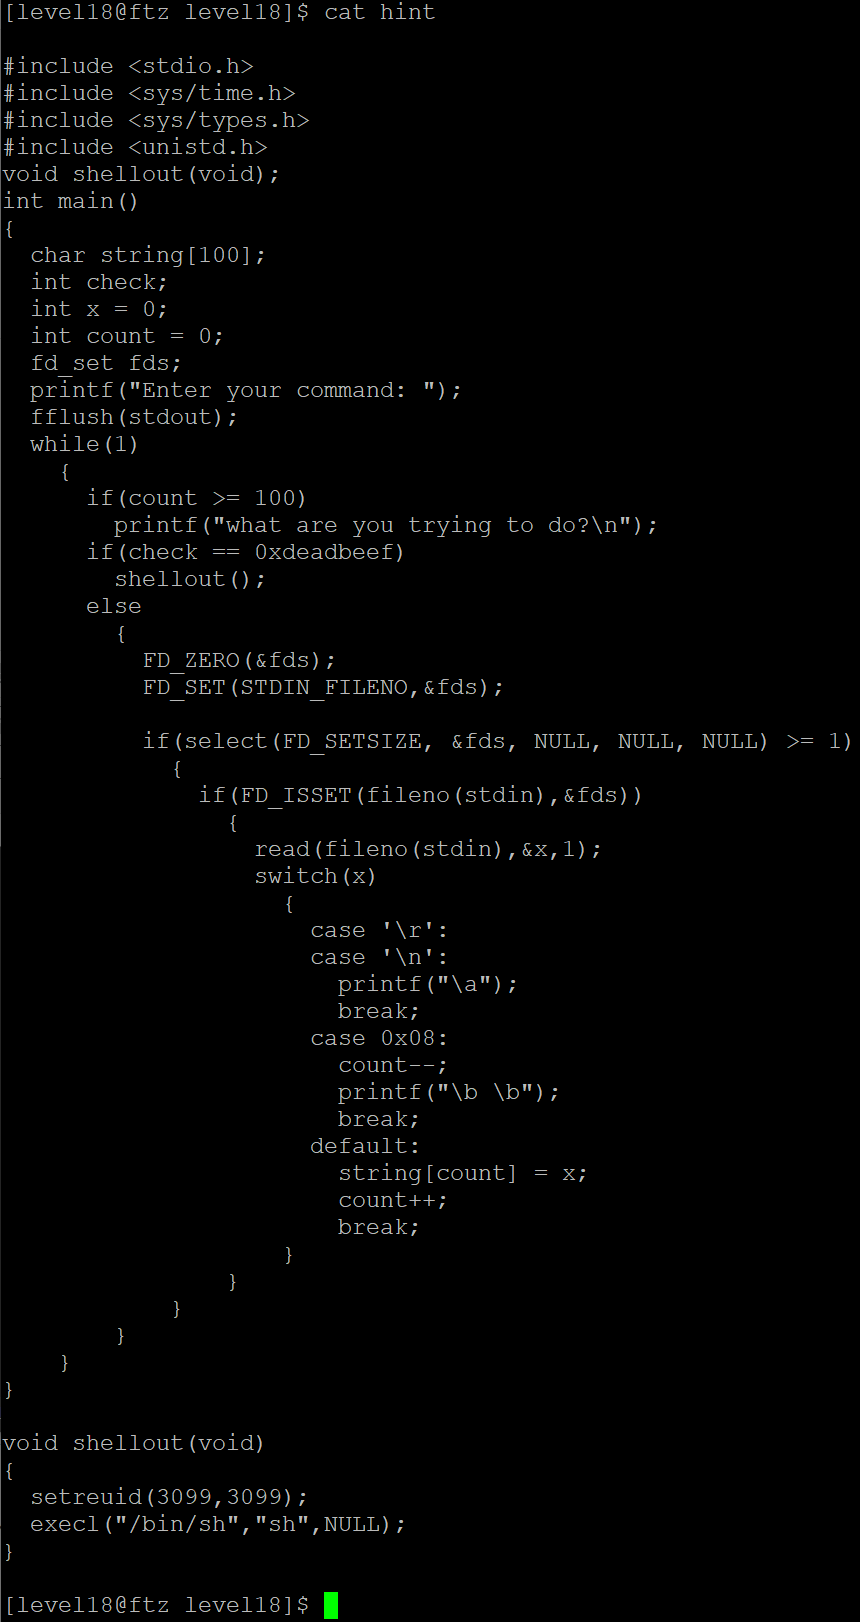 [level18@ftz level18]$ cat hint

#include <stdio.h>
#include <sys/time.h>
#include <sys/types.h>
#include <unistd.h>
void shellout(void);
int main()
{
  char string[100];
  int check;
  int x = 0;
  int count = 0;
  fd_set fds;
  printf("Enter your command: ");
  fflush(stdout);
  while(1)
    {
      if(count >= 100)
        printf("what are you trying to do?\n");
      if(check == 0xdeadbeef)
        shellout();
      else
        {
          FD_ZERO(&fds);
          FD_SET(STDIN_FILENO,&fds);

          if(select(FD_SETSIZE, &fds, NULL, NULL, NULL) >= 1)
            {
              if(FD_ISSET(fileno(stdin),&fds))
                {
                  read(fileno(stdin),&x,1);
                  switch(x)
                    {
                      case '\r':
                      case '\n':
                        printf("\a");
                        break;
                      case 0x08:
                        count--;
                        printf("\b \b");
                        break;
                      default:
                        string[count] = x;
                        count++;
                        break;
                    }
                }
            }
        }
    }
}

void shellout(void)
{
  setreuid(3099,3099);
  execl("/bin/sh","sh",NULL);
}

[level18@ftz level18]$